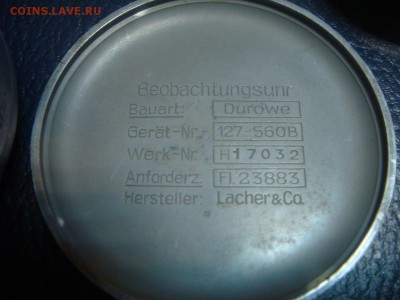 COINS.LAVE.RU
Beobachtungsuhr
Bauart: Durowe
Gerät-Nr. 127-560B
Werk-Nr. H17032
Anforderz. Fl.23883
Hersteller: Lacher&Co.